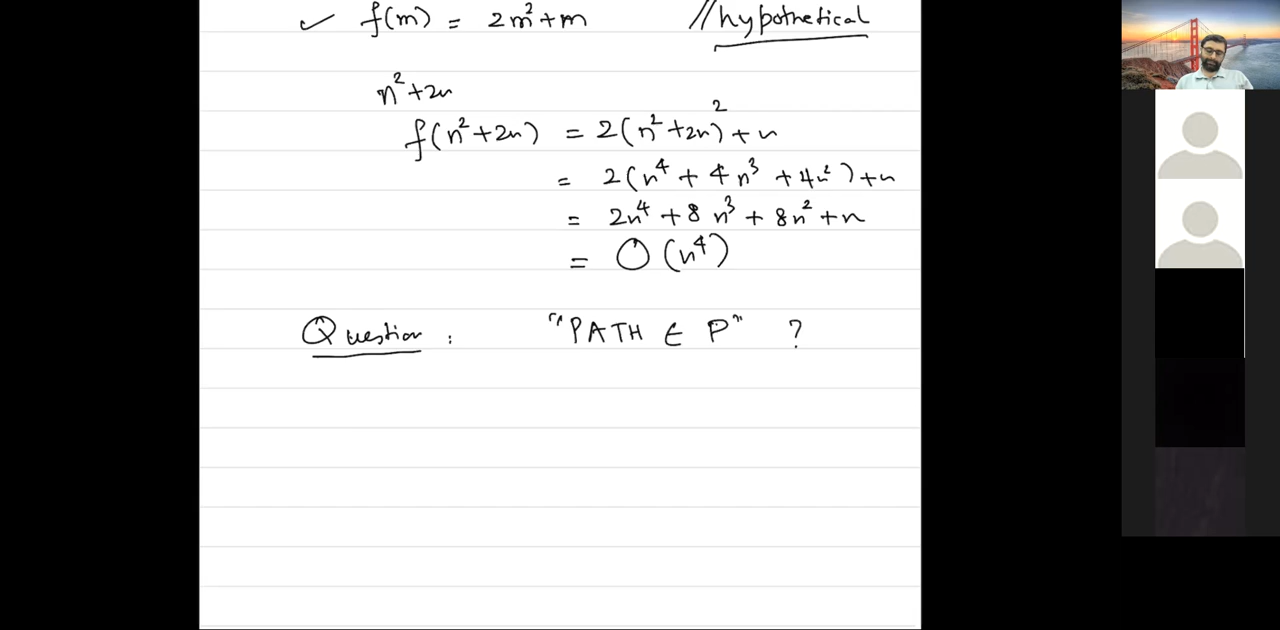 ✓ f(m) = 2m²+m //hypothetical
n²+2n
f(n²+2n) = 2(n²+2n)²+n
= 2(n⁴ + 4n³ + 4n²)+n
= 2n⁴ + 8n³ + 8n² + n
= O(n⁴)
Question : "PATH ∈ P" ?